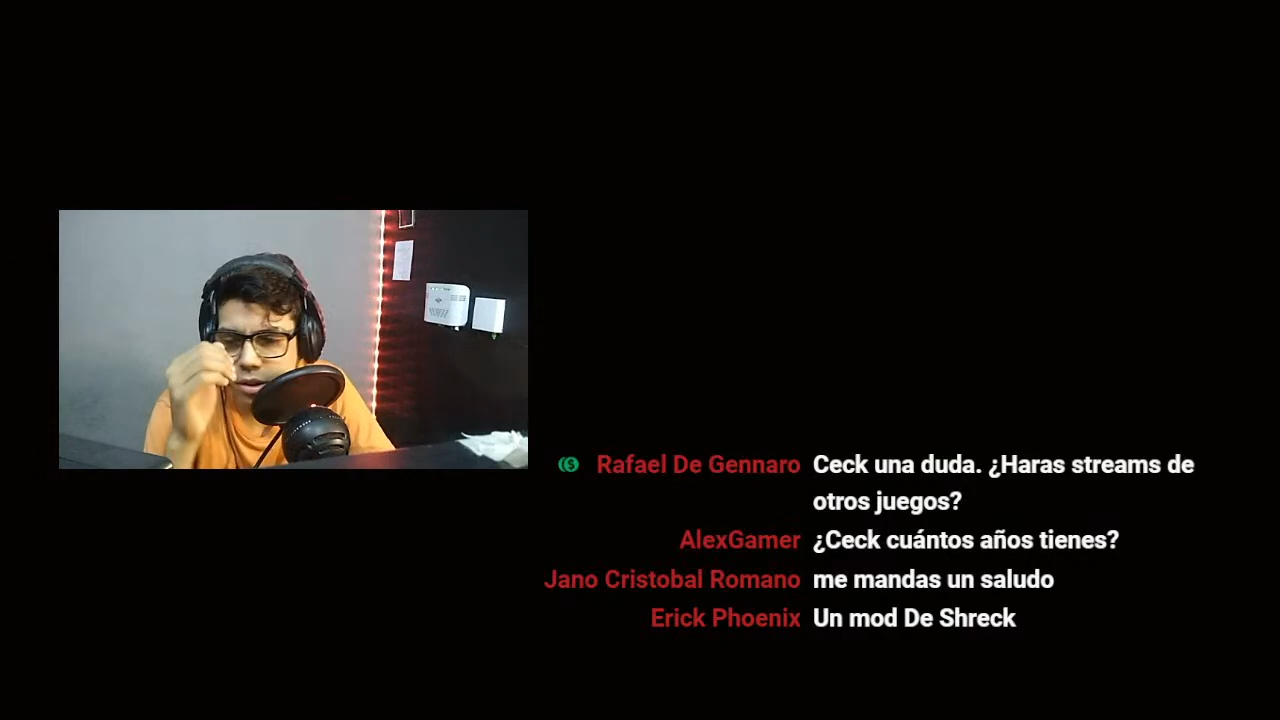 Rafael De Gennaro Ceck una duda. ¿Haras streams de
otros juegos?
AlexGamer ¿Ceck cuántos años tienes?
Jano Cristobal Romano me mandas un saludo
Erick Phoenix Un mod De Shreck